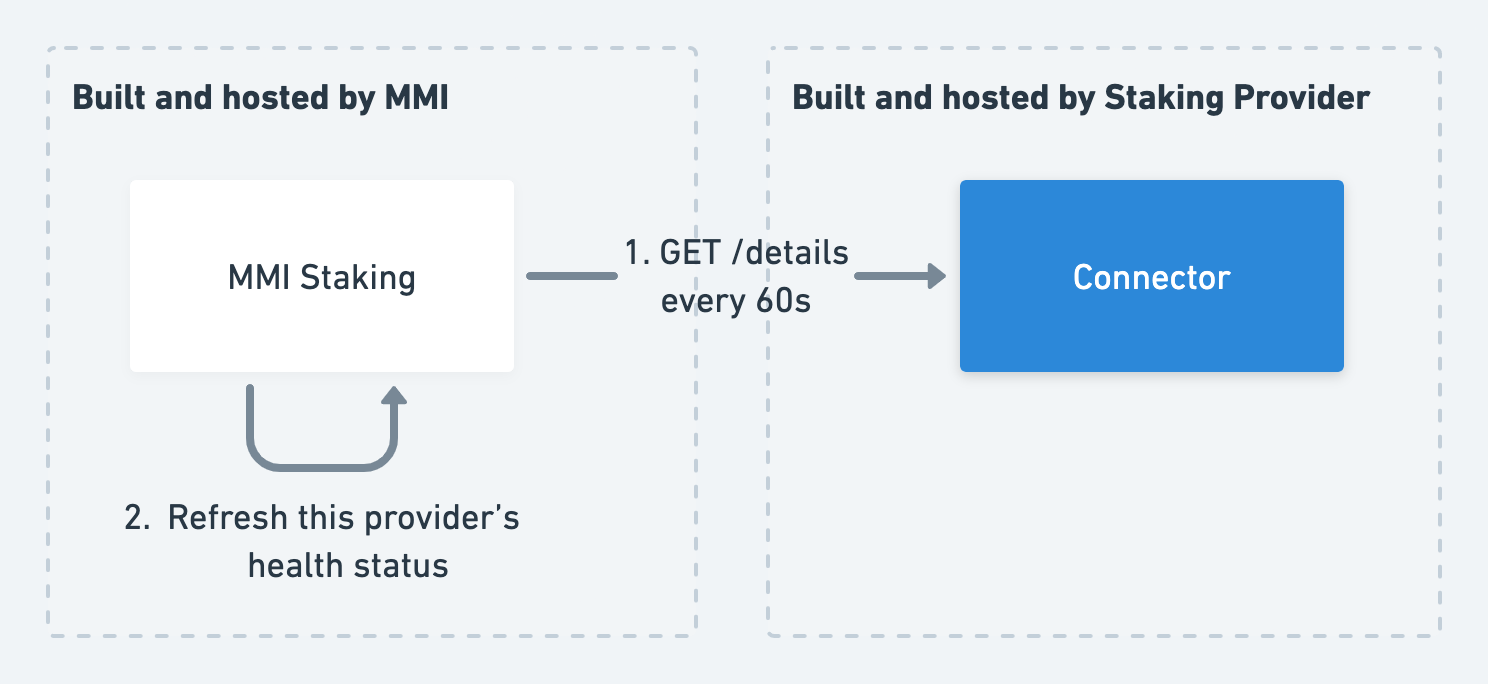 Built and hosted by MMI
Built and hosted by Staking Provider
MMI Staking
1. GET /details
every 60s
Connector
2. Refresh this provider’s
health status